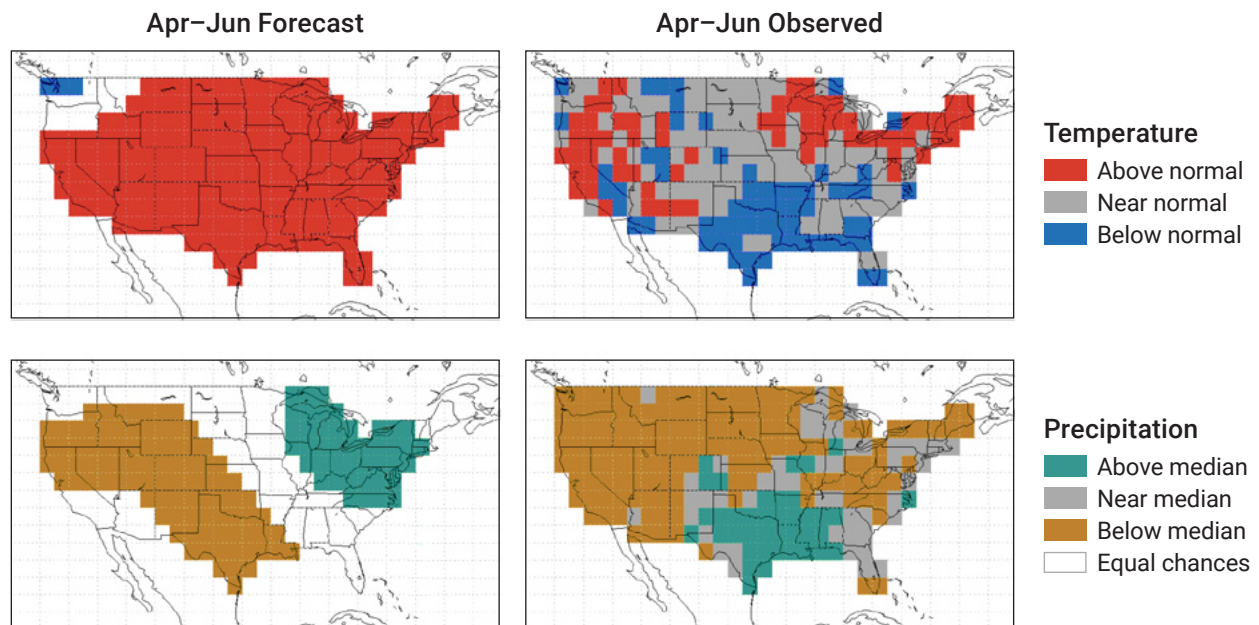 Apr–Jun Forecast
Apr–Jun Observed
Temperature
Above normal
Near normal
Below normal
Precipitation
Above median
Near median
Below median
Equal chances